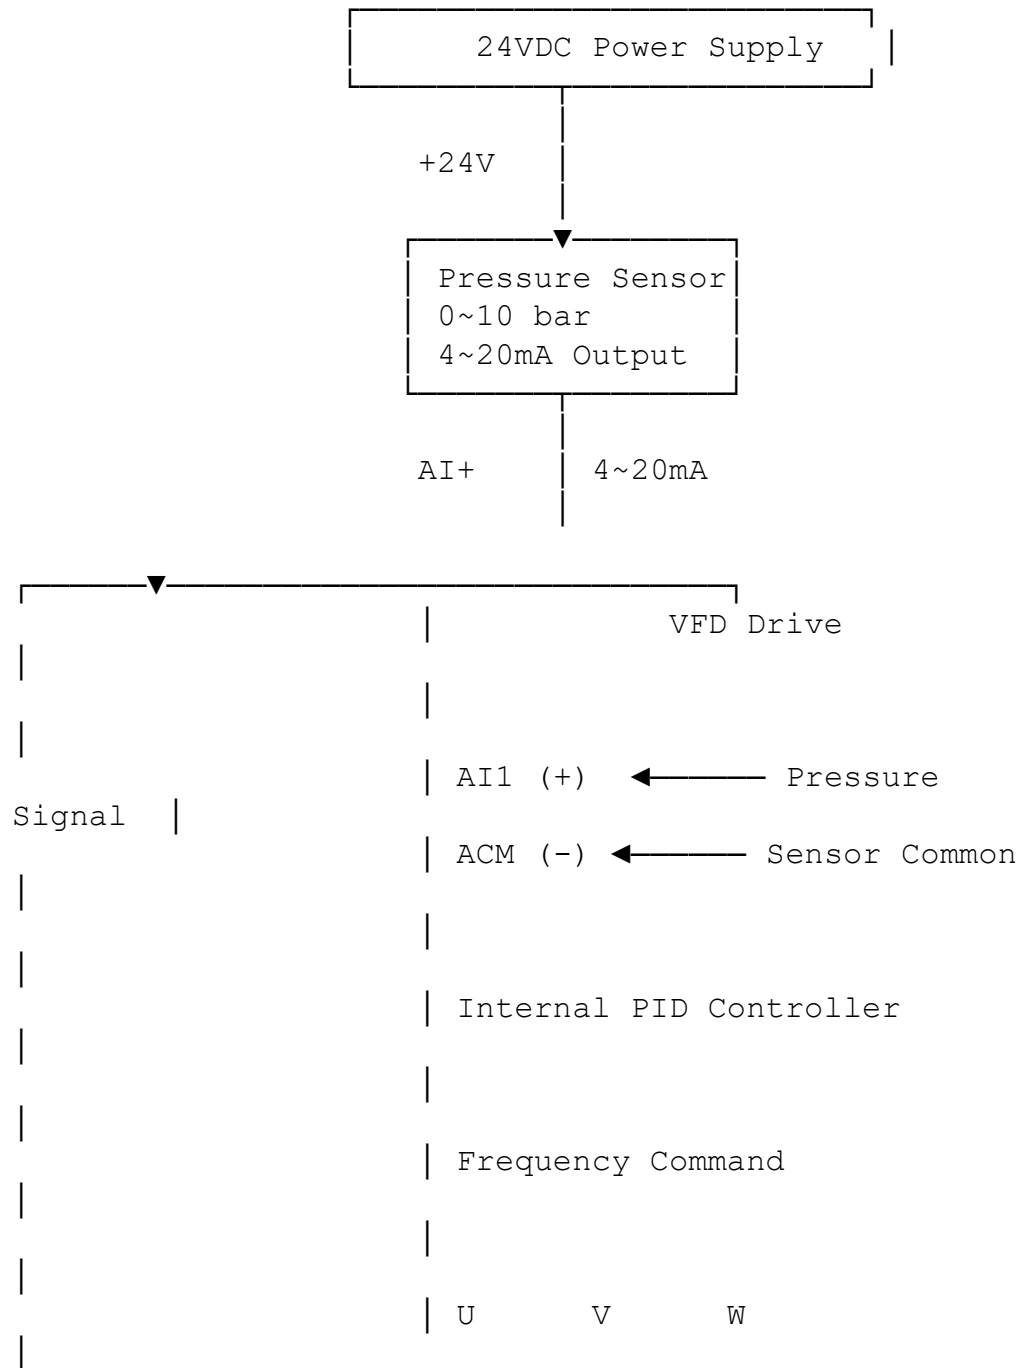 24VDC Power Supply
+24V
Pressure Sensor
0~10 bar
4~20mA Output
AI+ 4~20mA
VFD Drive
AI1 (+) ◄────── Pressure
Signal
ACM (-) ◄────── Sensor Common
Internal PID Controller
Frequency Command
U V W